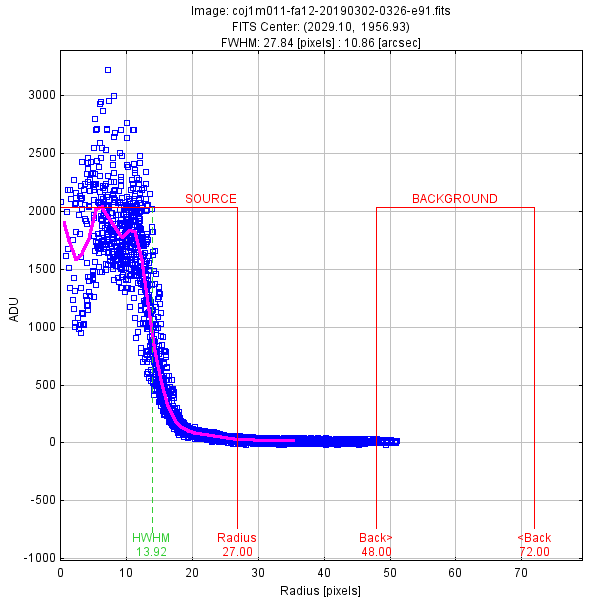 Image: coj1m011-fa12-20190302-0326-e91.fits
FITS Center: (2029.10, 1956.93)
FWHM: 27.84 [pixels] : 10.86 [arcsec]
3000
2500
2000
1500
1000
500
0
-500
-1000
ADU
SOURCE
BACKGROUND
HWHM
13.92
Radius
27.00
Back>
48.00
<Back
72.00
0 10 20 30 40 50 60 70
Radius [pixels]